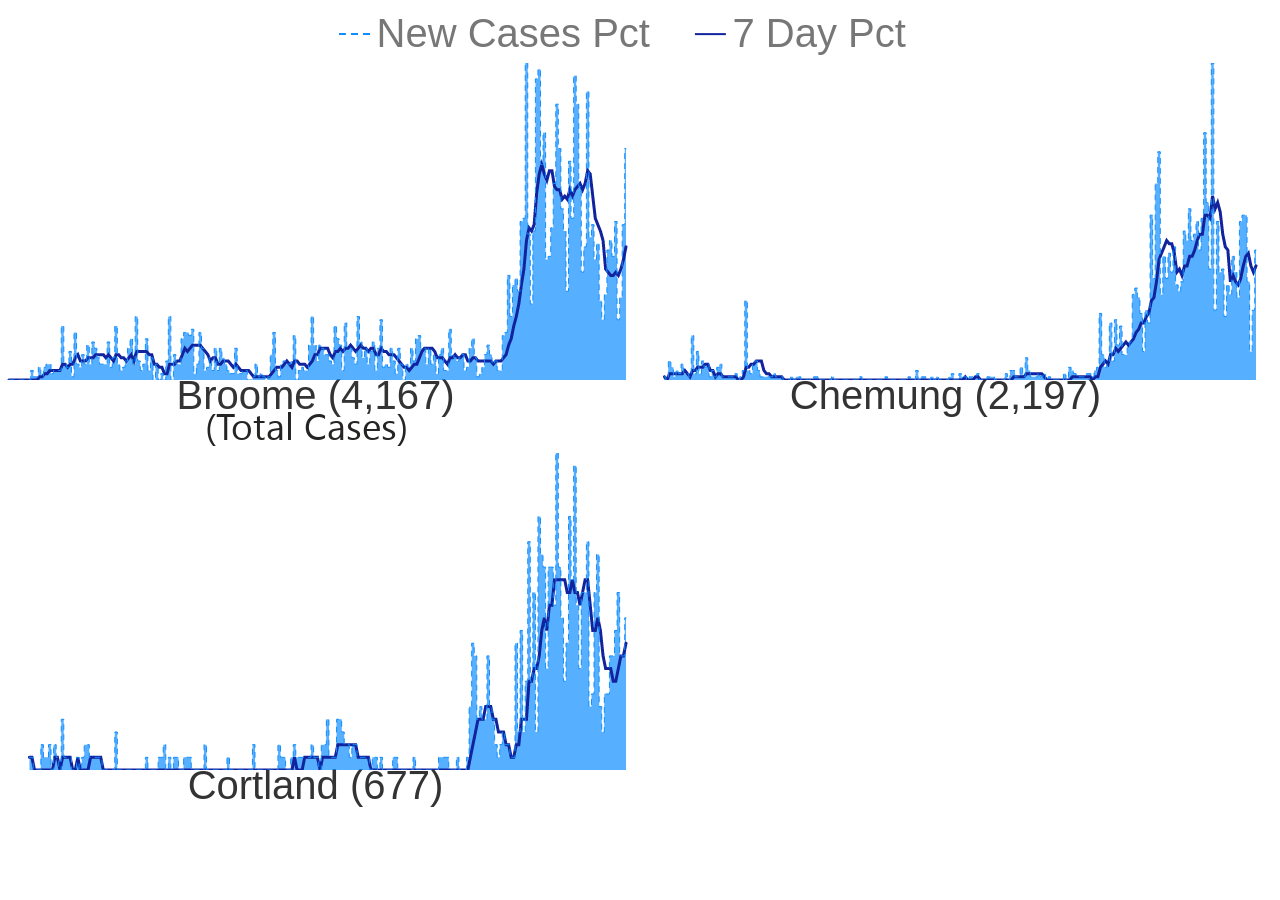 New Cases Pct 7 Day Pct
Broome (4,167)
(Total Cases)
Chemung (2,197)
Cortland (677)